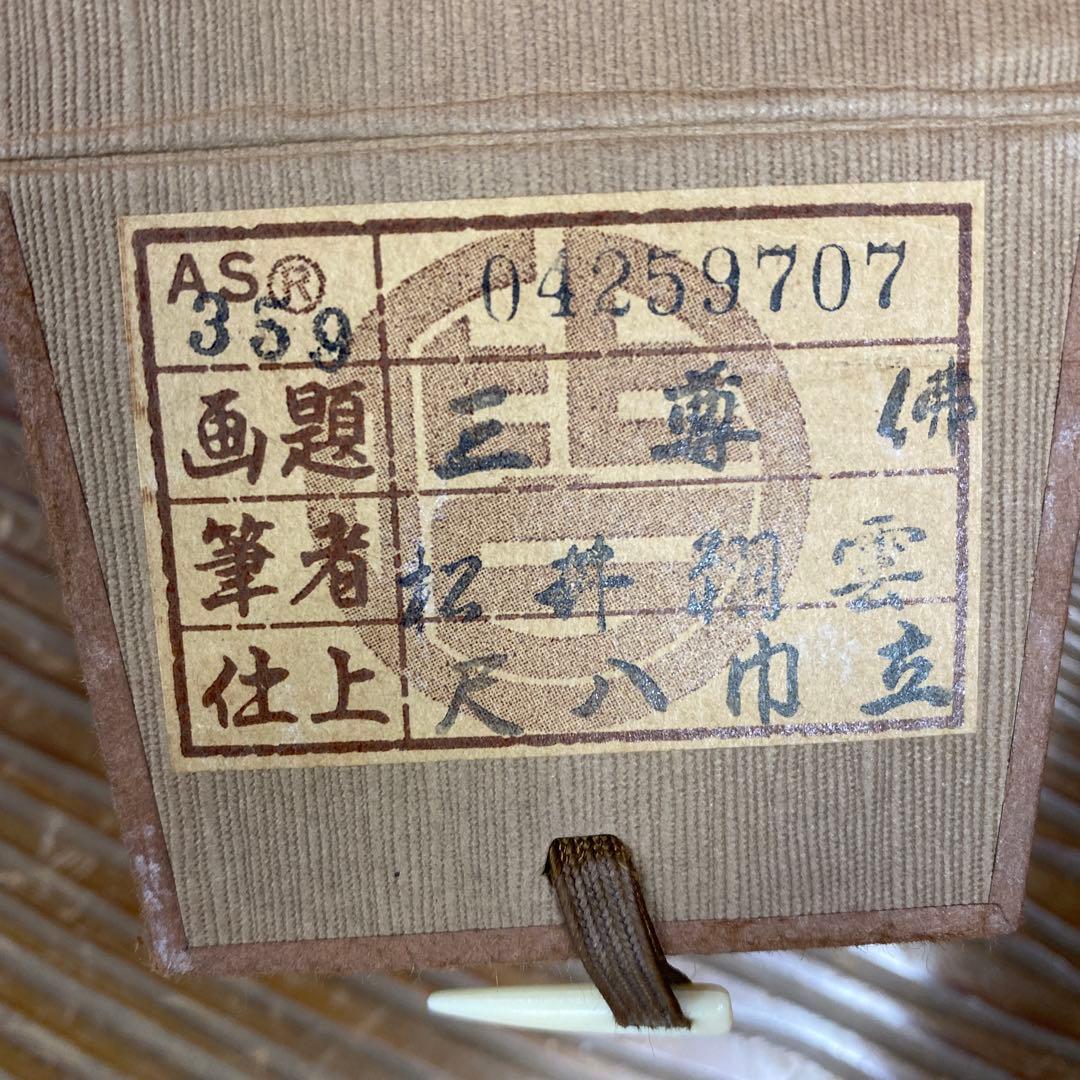 AS® 04259707
359
画題 三尊佛
筆者 松井翔雲
仕上 尺八巾立